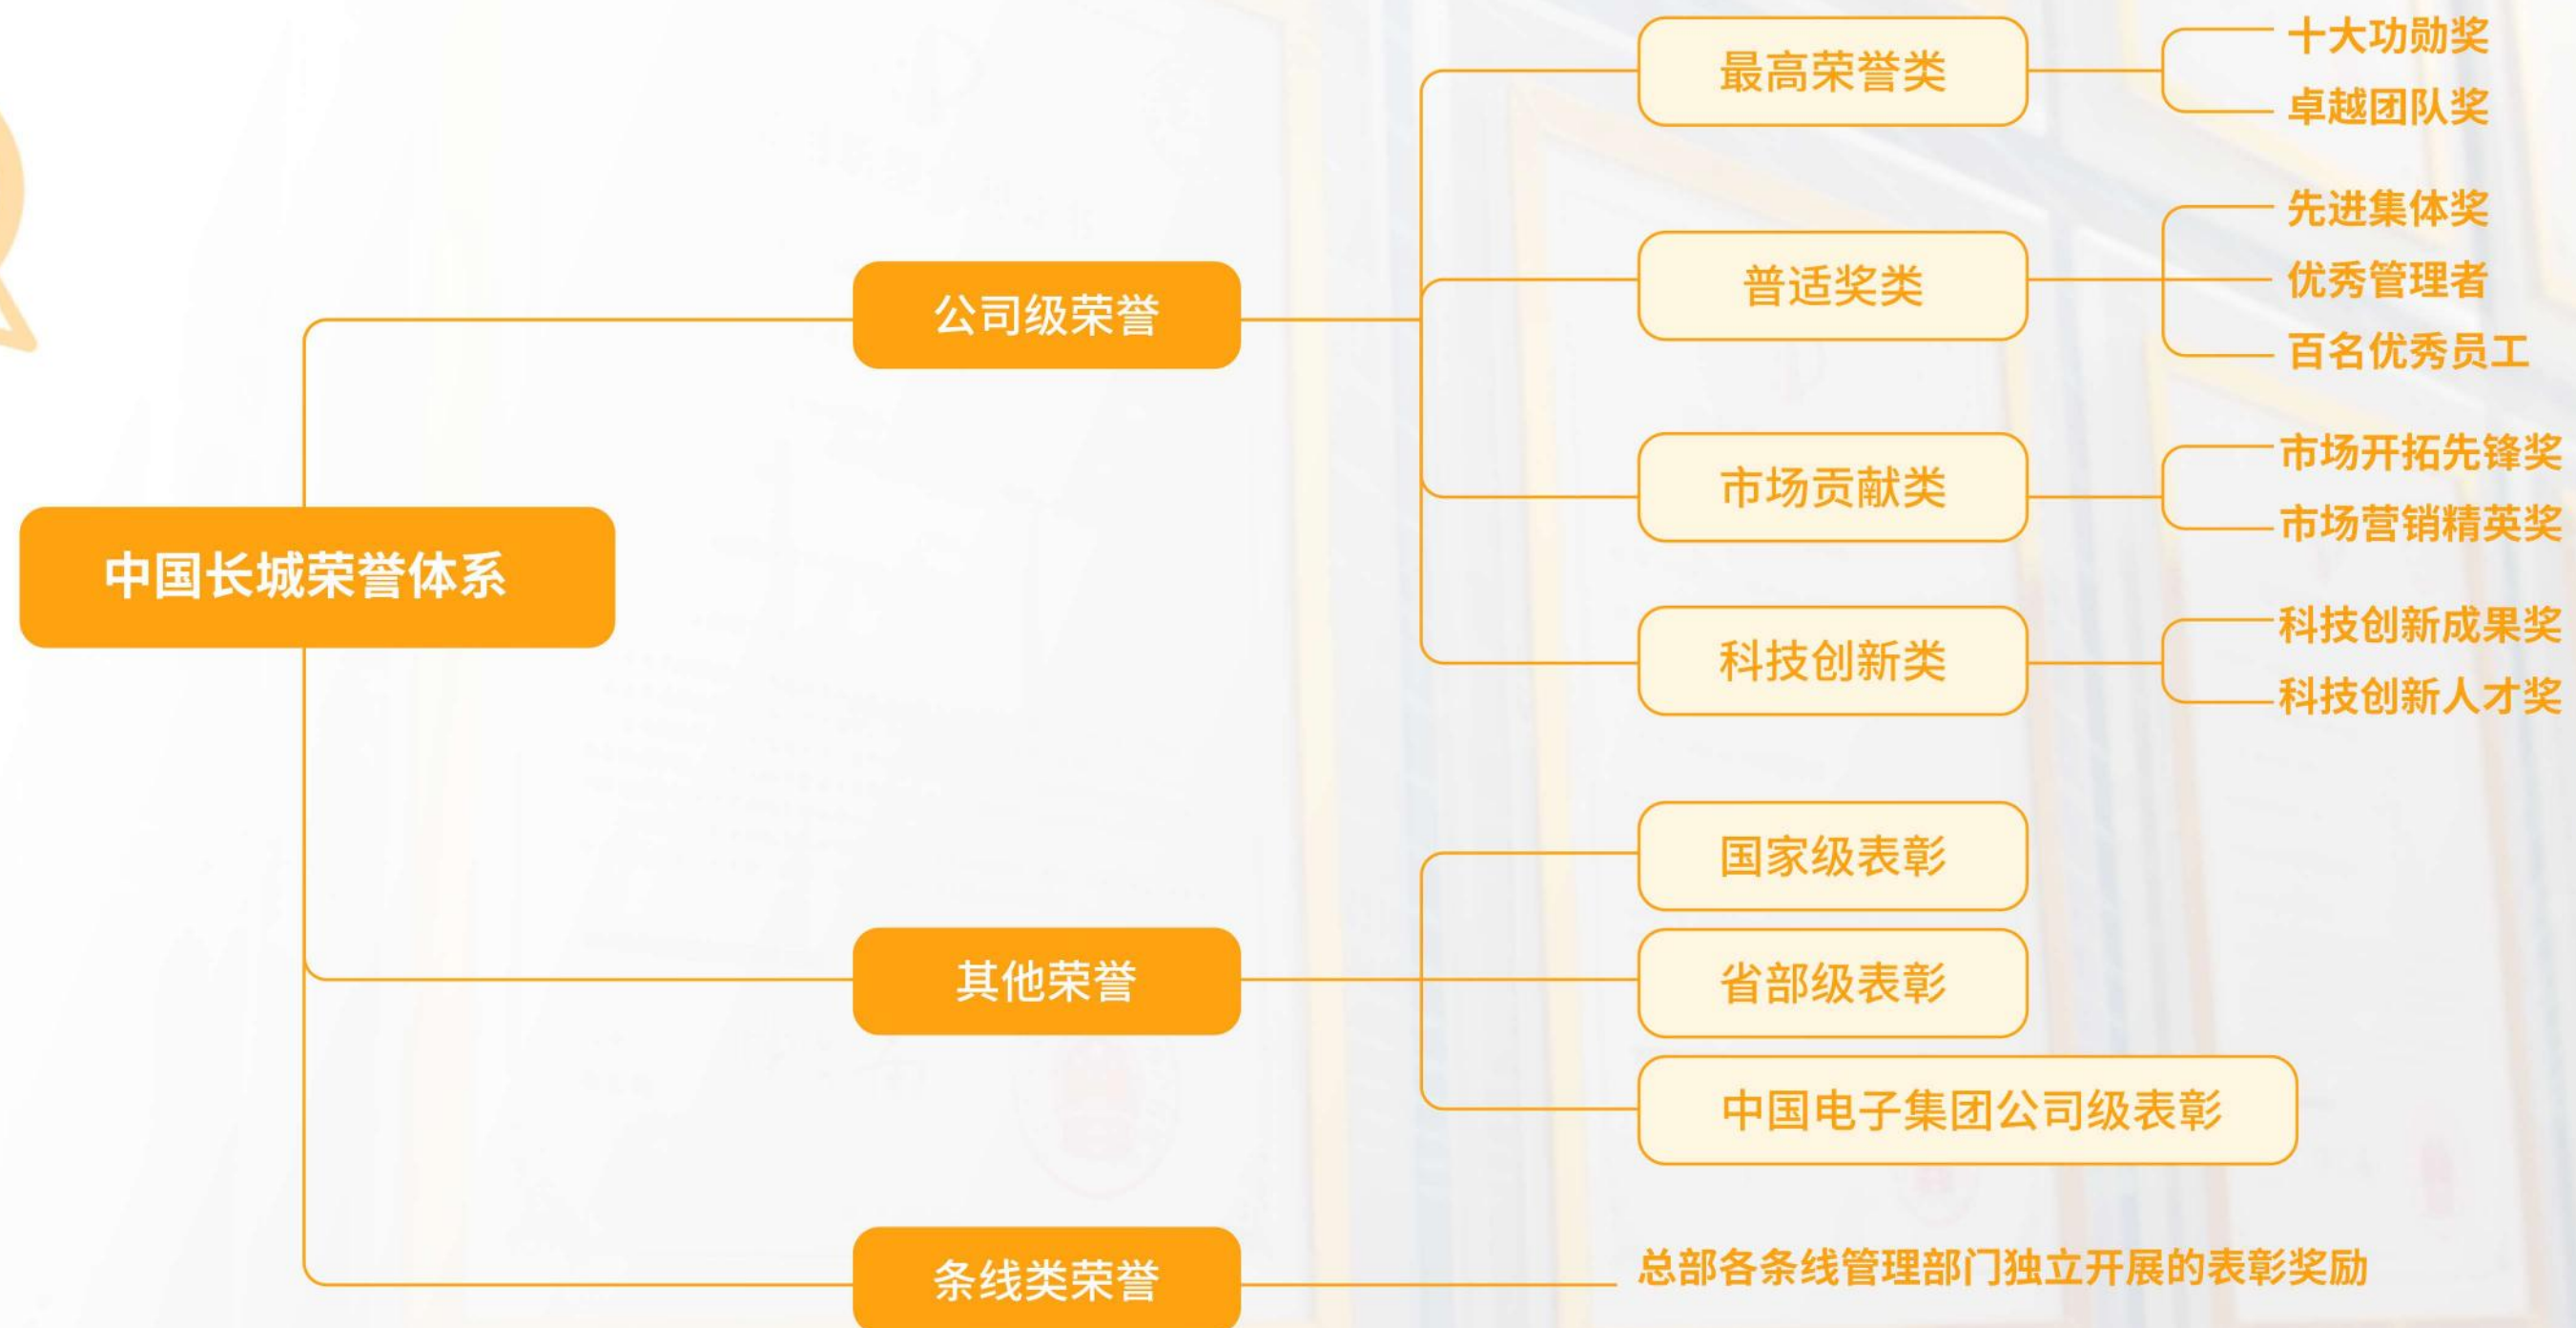 中国长城荣誉体系
公司级荣誉
最高荣誉类
十大功勋奖
卓越团队奖
普适奖类
先进集体奖
优秀管理者
百名优秀员工
市场贡献类
市场开拓先锋奖
市场营销精英奖
科技创新类
科技创新成果奖
科技创新人才奖
其他荣誉
国家级表彰
省部级表彰
中国电子集团公司级表彰
条线类荣誉
总部各条线管理部门独立开展的表彰奖励